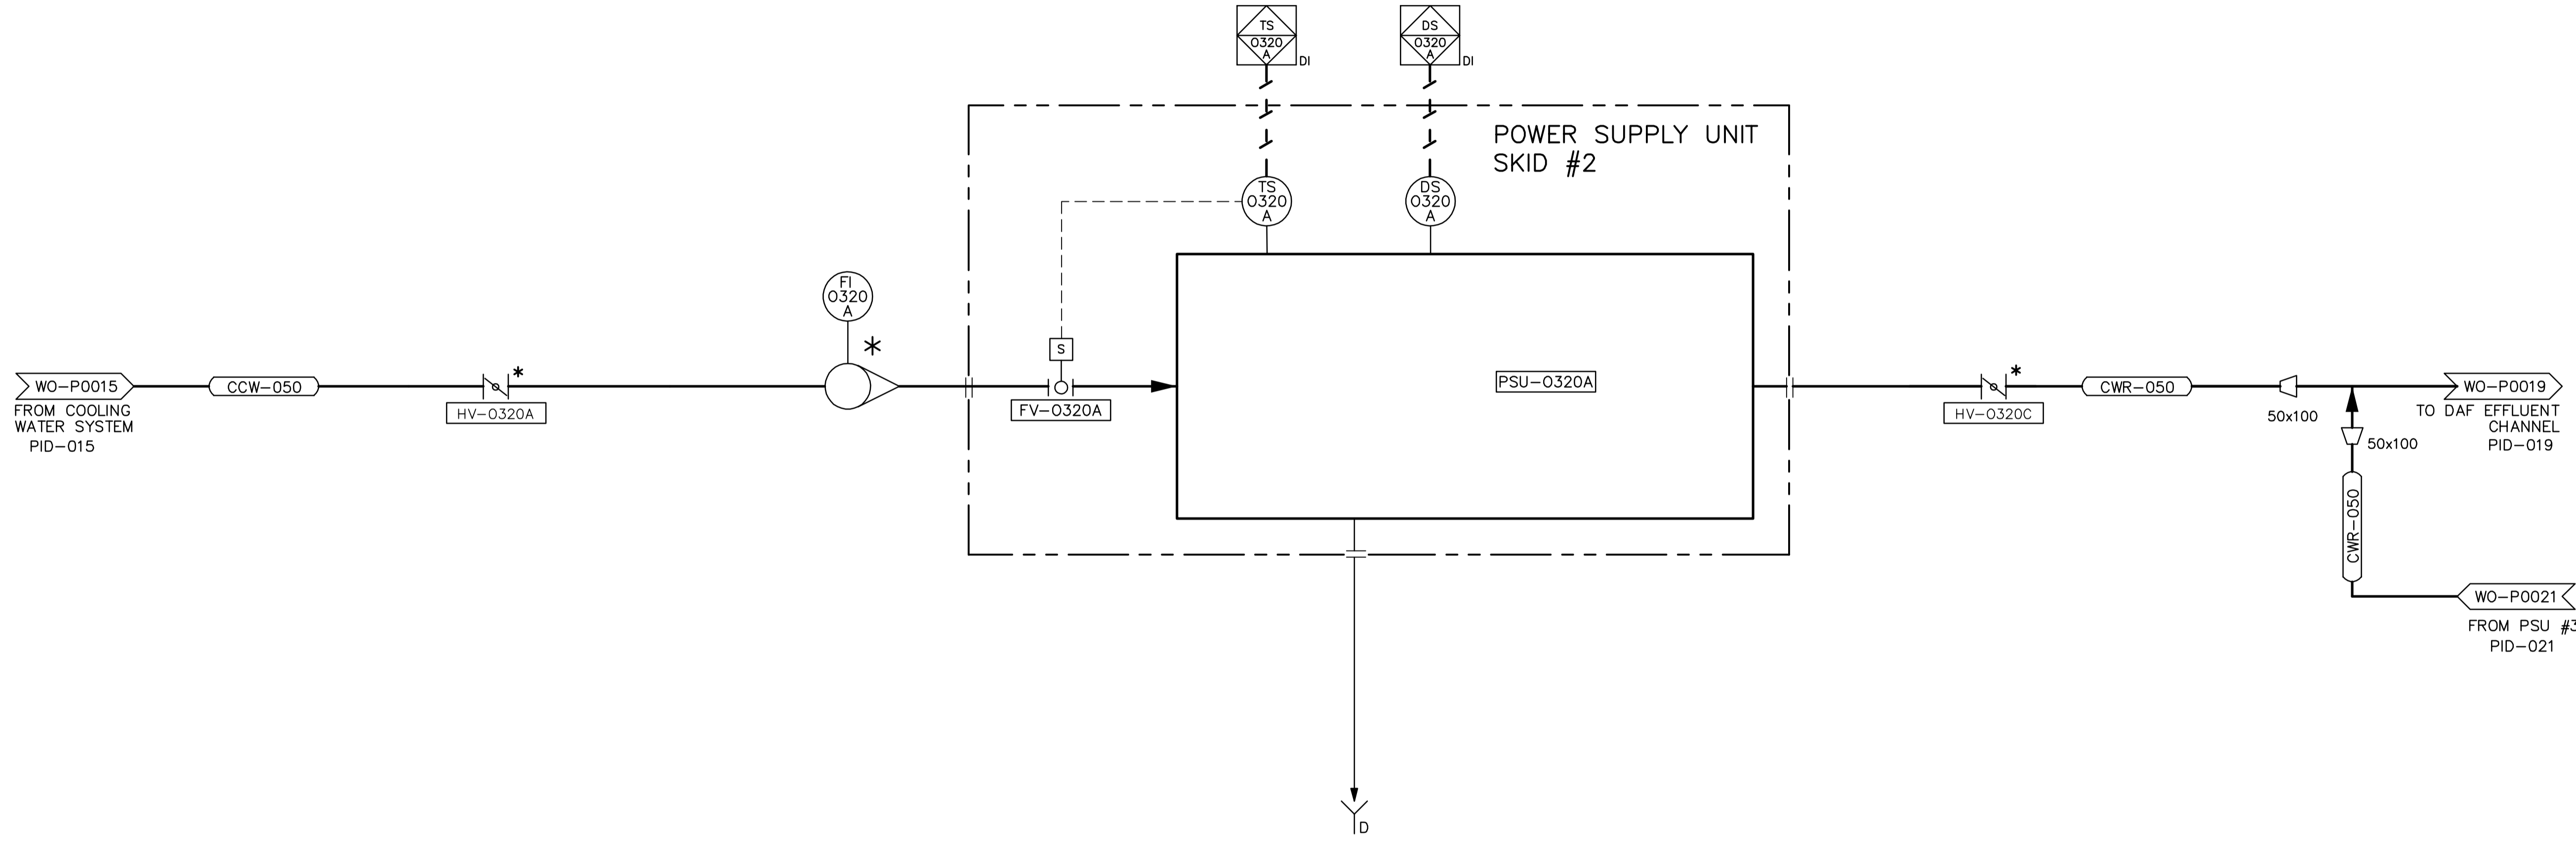 TS
0320
A
DI
DS
0320
A
DI
POWER SUPPLY UNIT
SKID #2
TS
0320
A
DS
0320
A
FI
0320
A
*
S
WO-P0015
FROM COOLING
WATER SYSTEM
PID-015
CCW-050
*
HV-0320A
FV-0320A
PSU-0320A
*
HV-0320C
CWR-050
50x100
WO-P0019
TO DAF EFFLUENT
CHANNEL
PID-019
50x100
CWR-050
WO-P0021
FROM PSU #3
PID-021
D